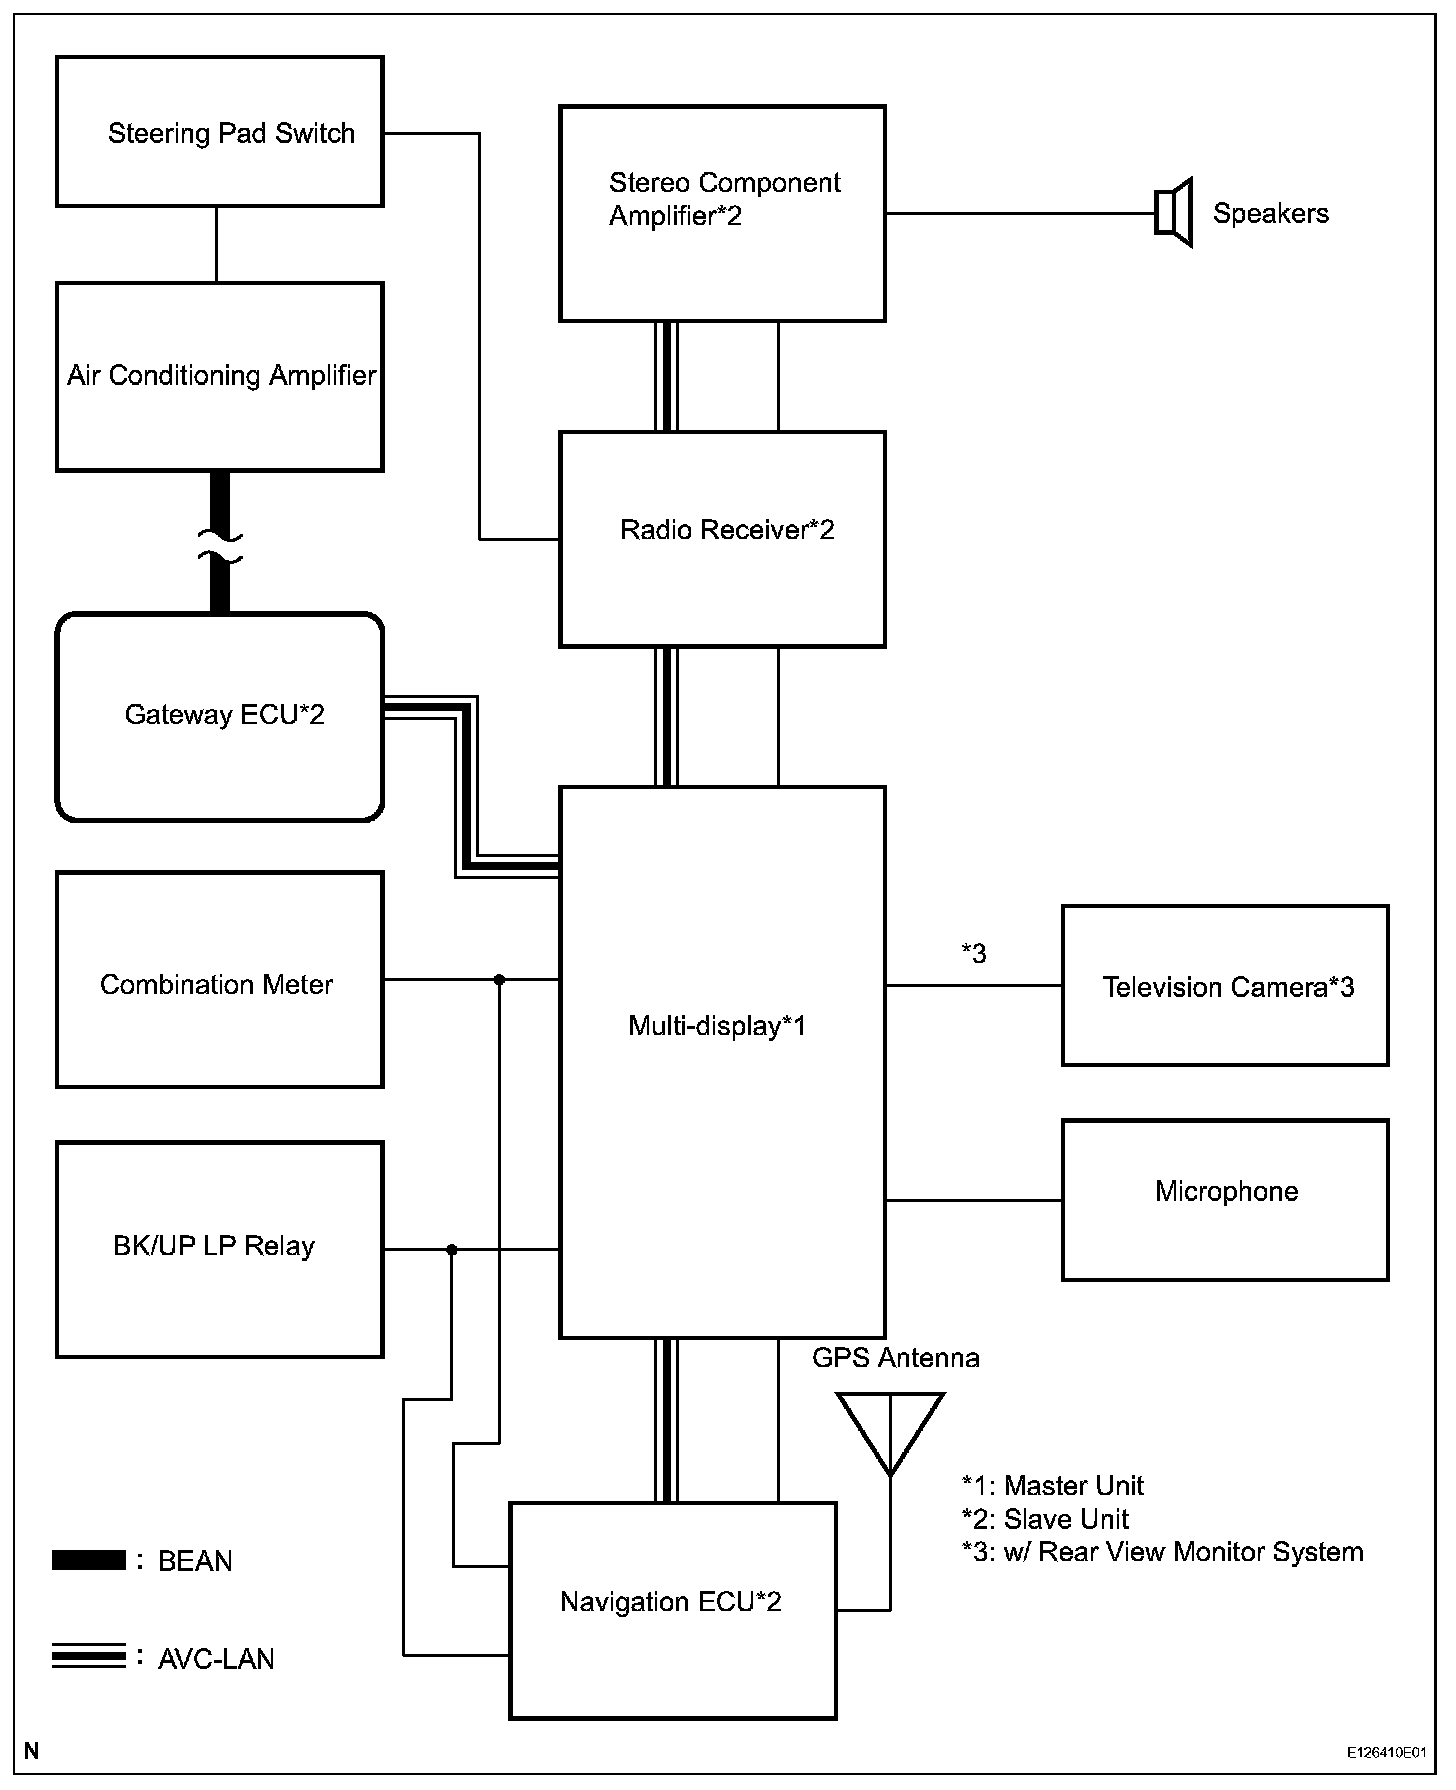 Steering Pad Switch
Stereo Component
Amplifier*2
Speakers
Air Conditioning Amplifier
Radio Receiver*2
Gateway ECU*2
Combination Meter
*3
Television Camera*3
Multi-display*1
Microphone
BK/UP LP Relay
GPS Antenna
*1: Master Unit
*2: Slave Unit
*3: w/ Rear View Monitor System
: BEAN
Navigation ECU*2
: AVC-LAN
N
E126410E01